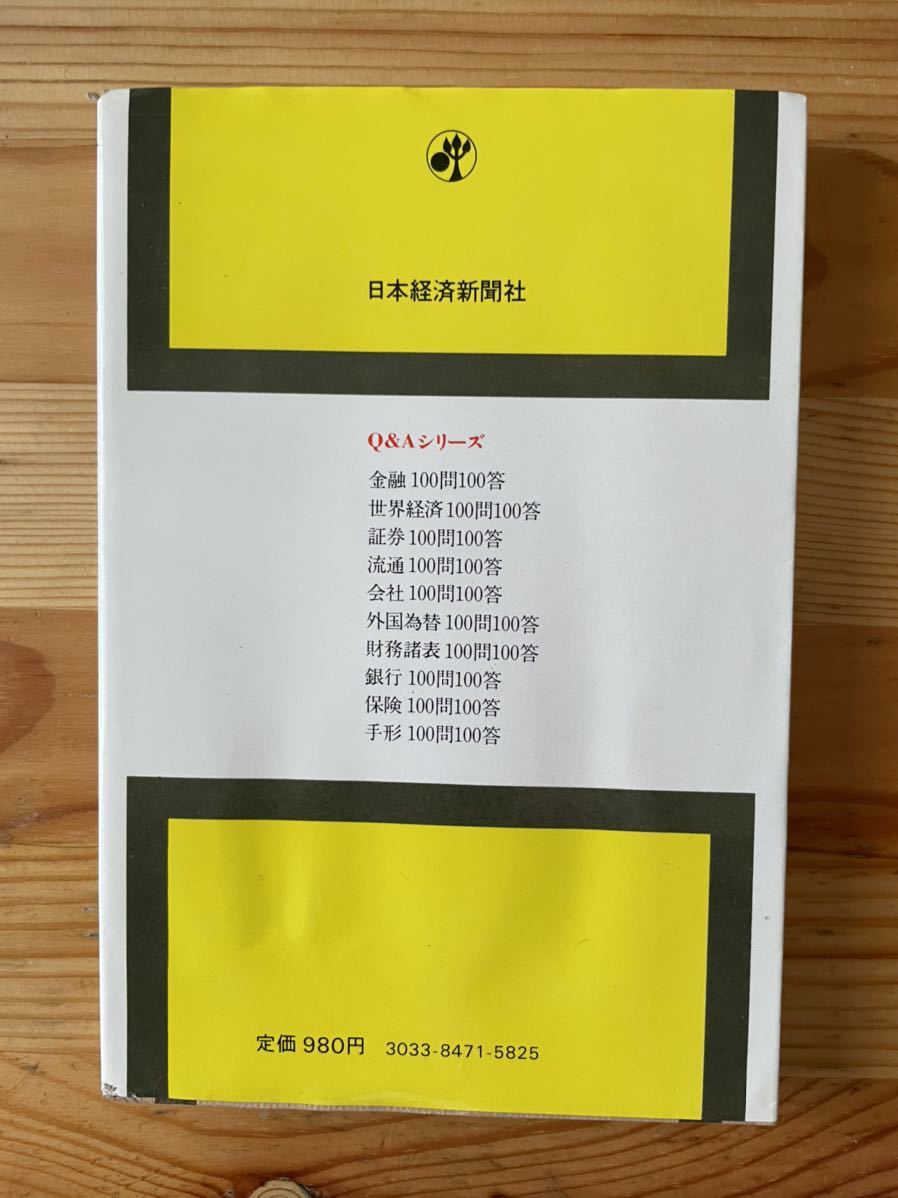 日本経済新聞社
Q&Aシリーズ
金融 100問100答
世界経済 100問100答
証券 100問100答
流通 100問100答
会社 100問100答
外国為替 100問100答
財務諸表 100問100答
銀行 100問100答
保険 100問100答
手形 100問100答
定価 980円 3033-8471-5825